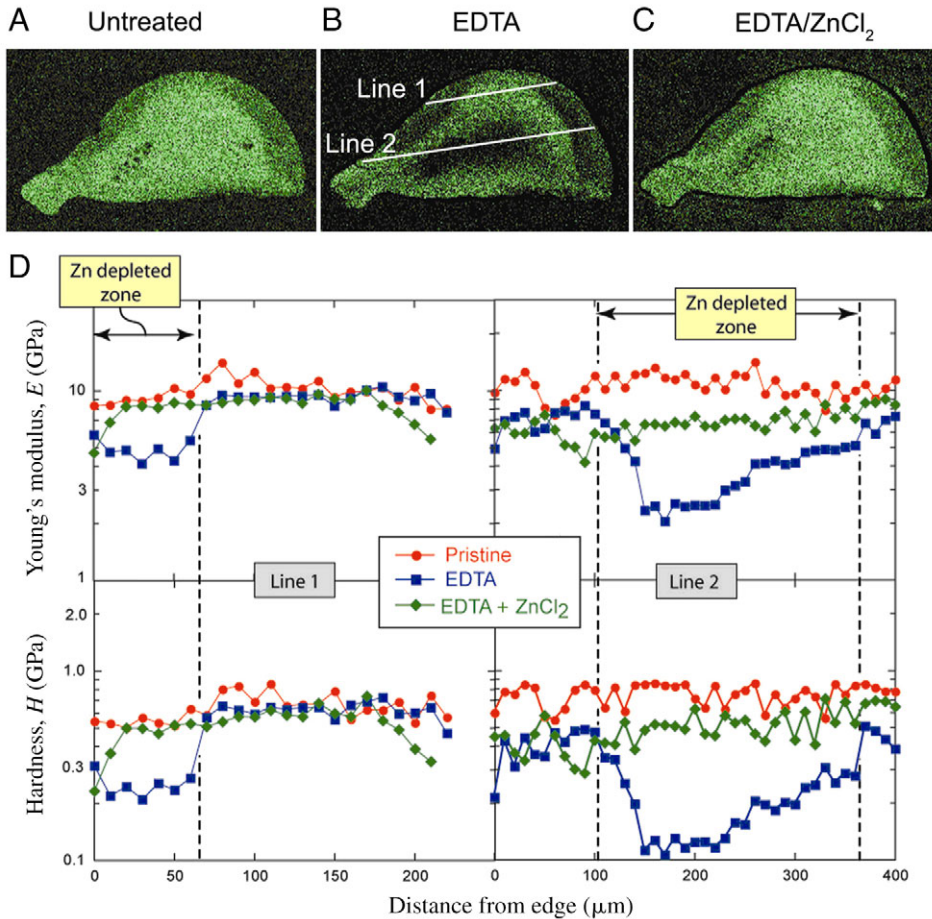 A Untreated
B EDTA
C EDTA/ZnCl₂
Line 1
Line 2
D
Zn depleted
zone
Zn depleted
zone
Young's modulus, E (GPa)
10
3
1
Line 1
Line 2
Pristine
EDTA
EDTA + ZnCl₂
Hardness, H (GPa)
2.0
1.0
0.3
0.1
0 50 100 150 200 0 100 200 300 400
Distance from edge (μm)